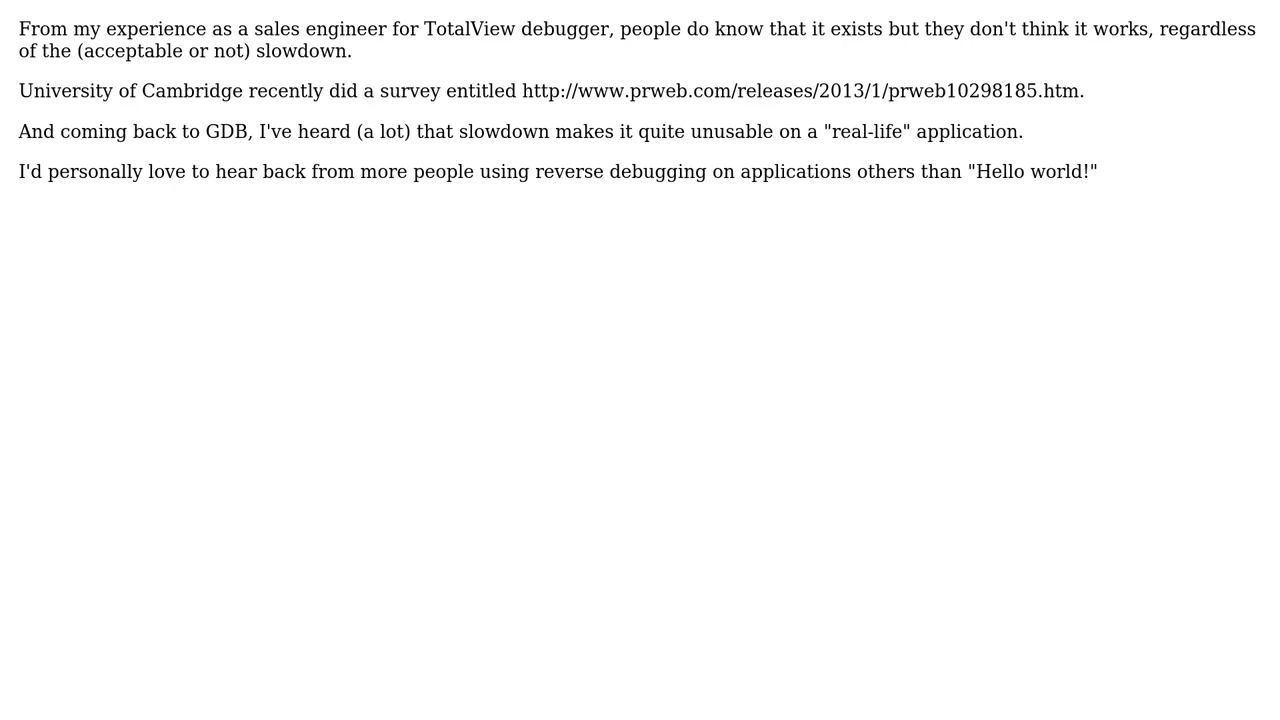 From my experience as a sales engineer for TotalView debugger, people do know that it exists but they don't think it works, regardless
of the (acceptable or not) slowdown.
University of Cambridge recently did a survey entitled http://www.prweb.com/releases/2013/1/prweb10298185.htm.
And coming back to GDB, I've heard (a lot) that slowdown makes it quite unusable on a "real-life" application.
I'd personally love to hear back from more people using reverse debugging on applications others than "Hello world!"